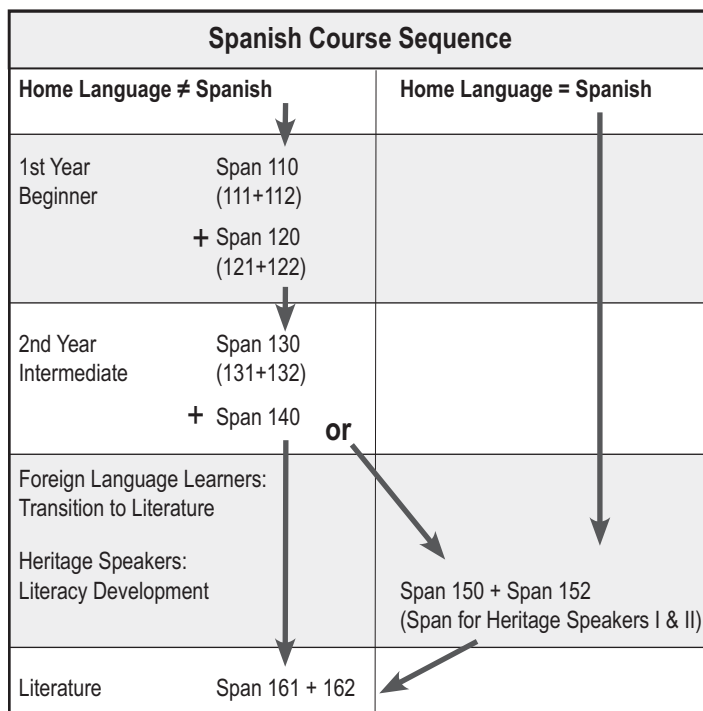 Spanish Course Sequence
Home Language ≠ Spanish
Home Language = Spanish
1st Year
Beginner
Span 110
(111+112)
+ Span 120
(121+122)
2nd Year
Intermediate
Span 130
(131+132)
+ Span 140
or
Foreign Language Learners:
Transition to Literature
Heritage Speakers:
Literacy Development
Span 150 + Span 152
(Span for Heritage Speakers I & II)
Literature
Span 161 + 162